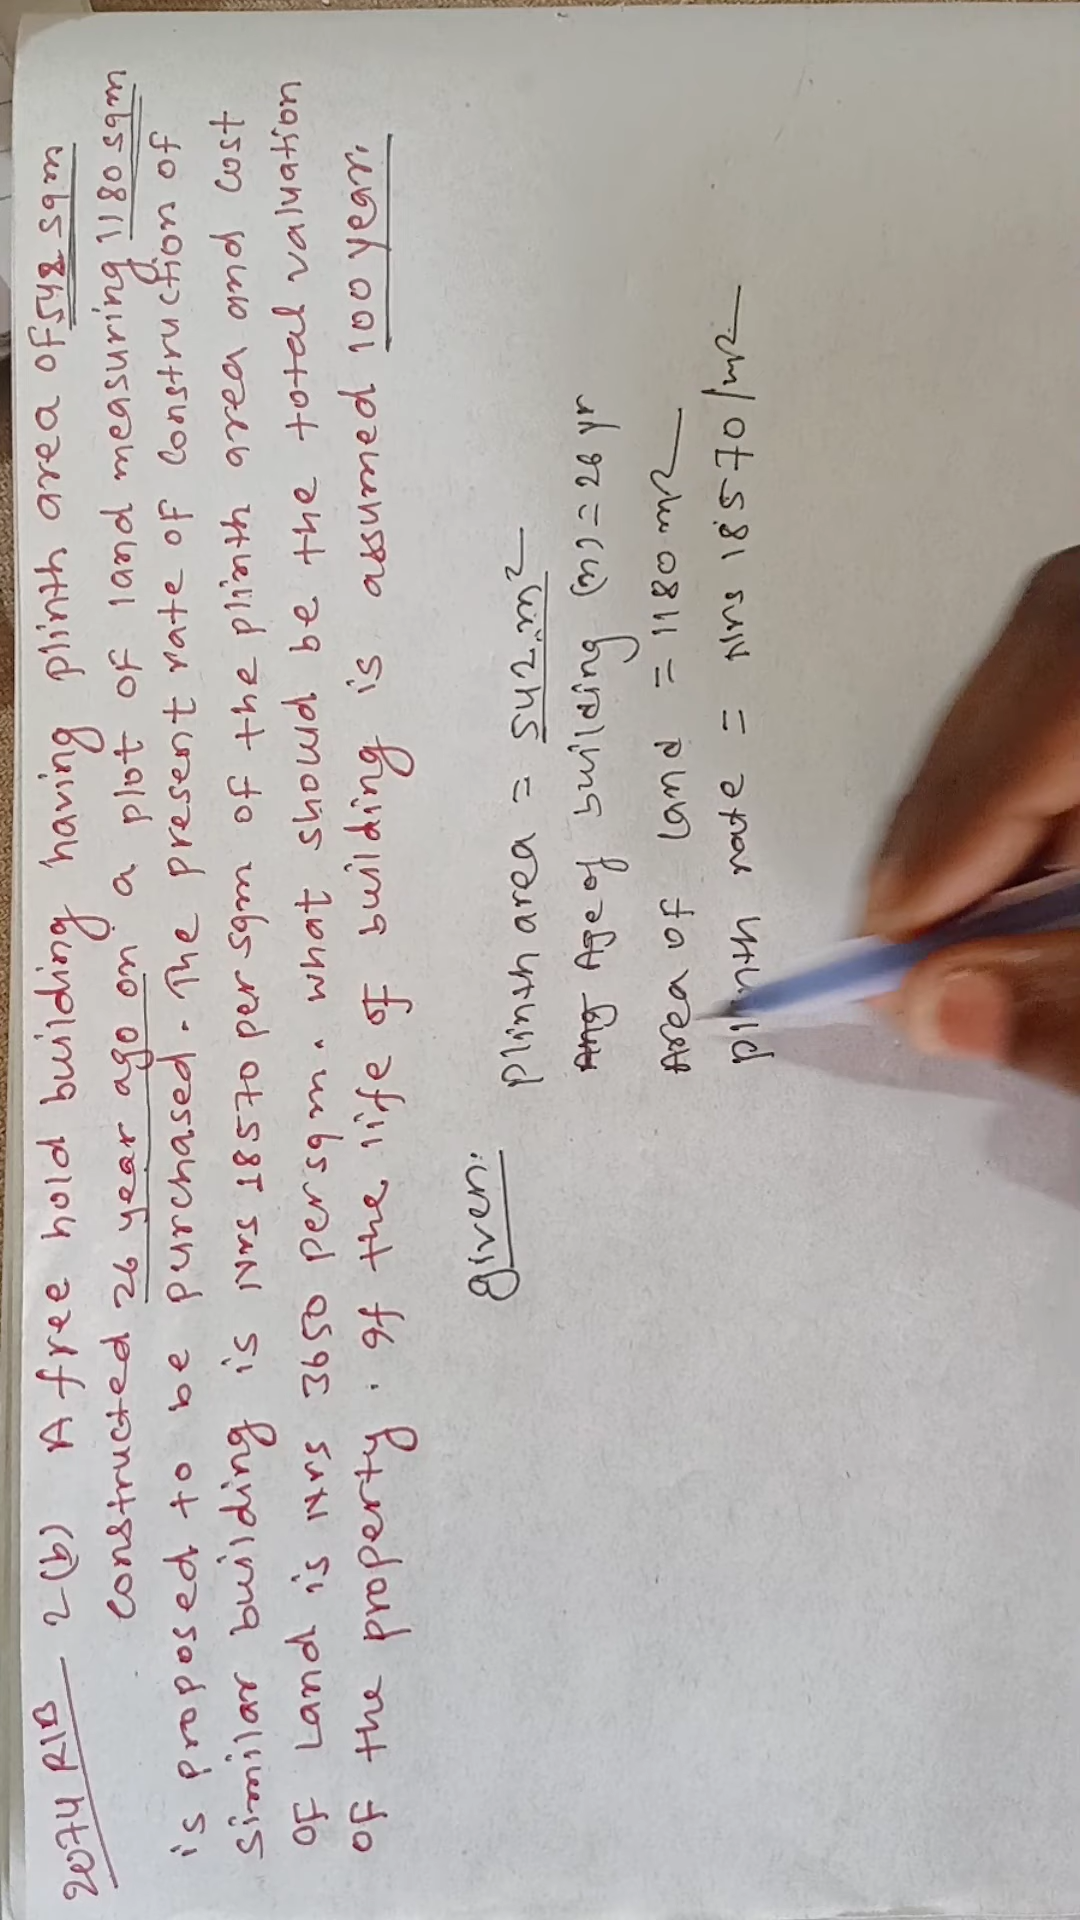 2074 RIB 2(b) A free hold building having plinth area of 548 sqm
constructed 26 year ago on a plot of land measuring 1180 sqm
is proposed to be purchased. The present rate of construction of
similar building is Nrs 18570 per sqm of the plinth area and cost
of Land is Nrs 3650 per sqm. what should be the total valuation
of the property. if the life of building is assumed 100 year.
given:
plinth area = 542 m²
Age of building (m) = 26 yr
Area of land = 1180 m²
plinth rate = Nrs 18570/m²